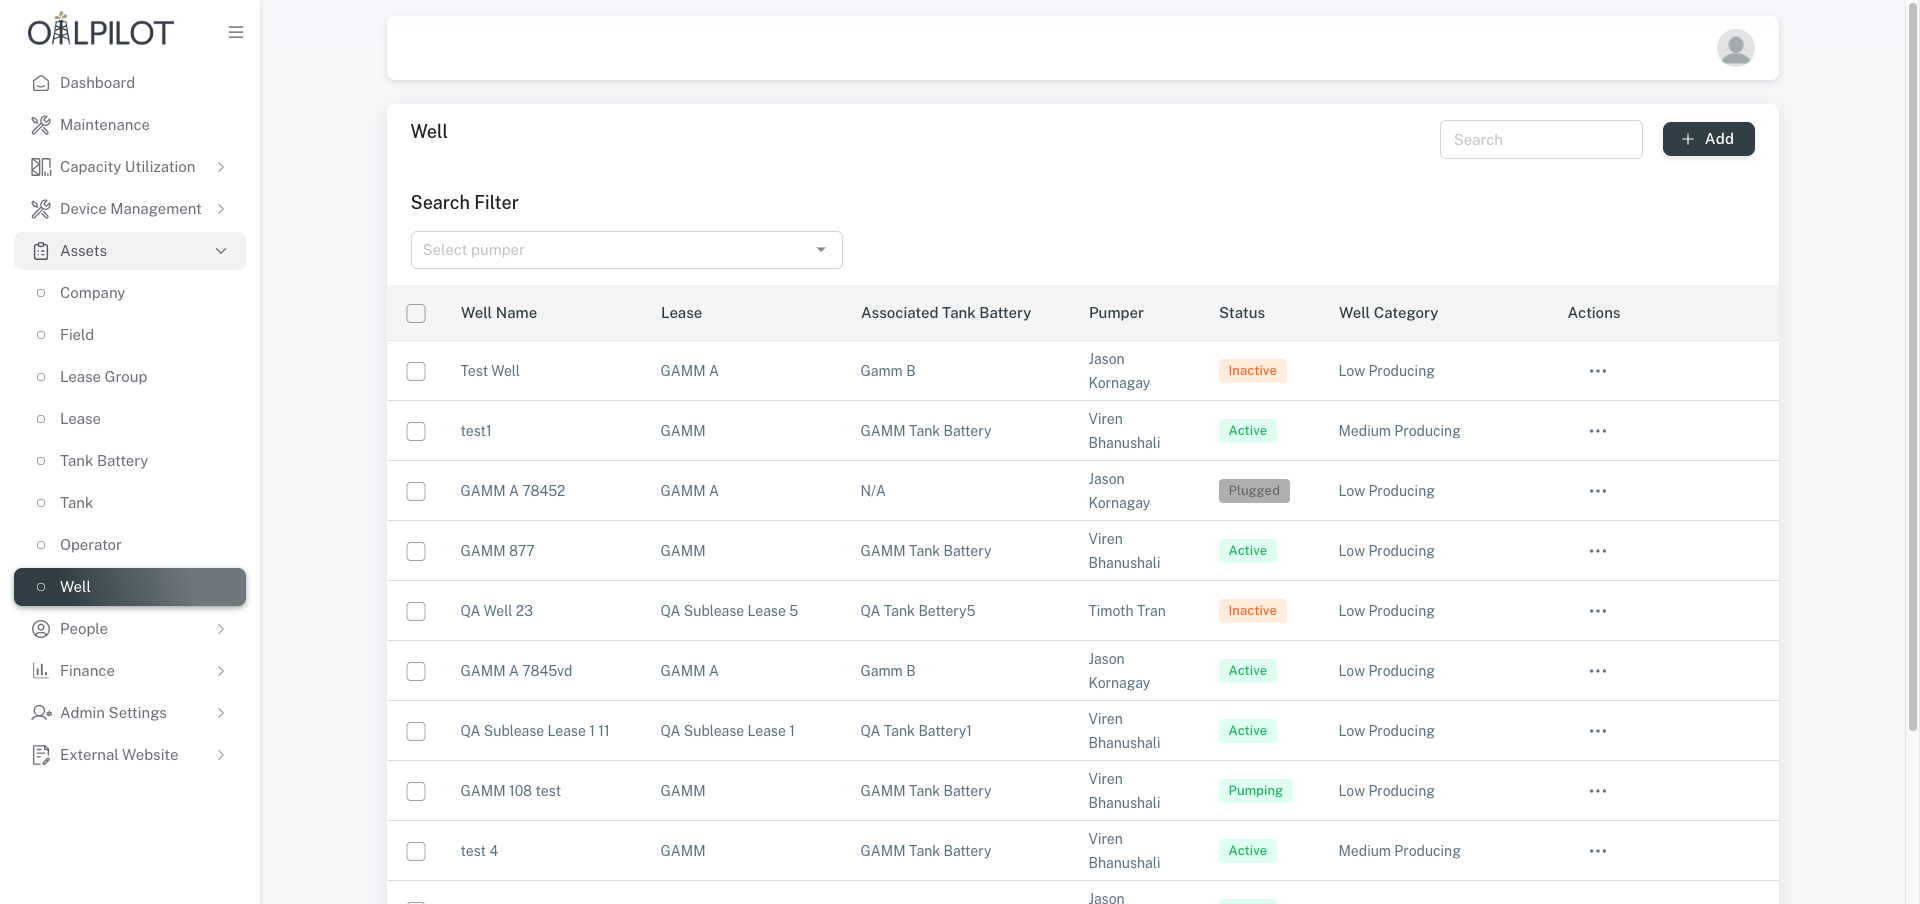 OILPILOT
Dashboard
Maintenance
Capacity Utilization
Device Management
Assets
Company
Field
Lease Group
Lease
Tank Battery
Tank
Operator
Well
People
Finance
Admin Settings
External Website
Well
Search
Add
Search Filter
Select pumper
Well Name Lease Associated Tank Battery Pumper Status Well Category Actions
Test Well GAMM A Gamm B Jason Kornagay Inactive Low Producing
test1 GAMM GAMM Tank Battery Viren Bhanushali Active Medium Producing
GAMM A 78452 GAMM A N/A Jason Kornagay Plugged Low Producing
GAMM 877 GAMM GAMM Tank Battery Viren Bhanushali Active Low Producing
QA Well 23 QA Sublease Lease 5 QA Tank Bettery5 Timoth Tran Inactive Low Producing
GAMM A 7845vd GAMM A Gamm B Jason Kornagay Active Low Producing
QA Sublease Lease 1 11 QA Sublease Lease 1 QA Tank Battery1 Viren Bhanushali Active Low Producing
GAMM 108 test GAMM GAMM Tank Battery Viren Bhanushali Pumping Low Producing
test 4 GAMM GAMM Tank Battery Viren Bhanushali Active Medium Producing
Jason